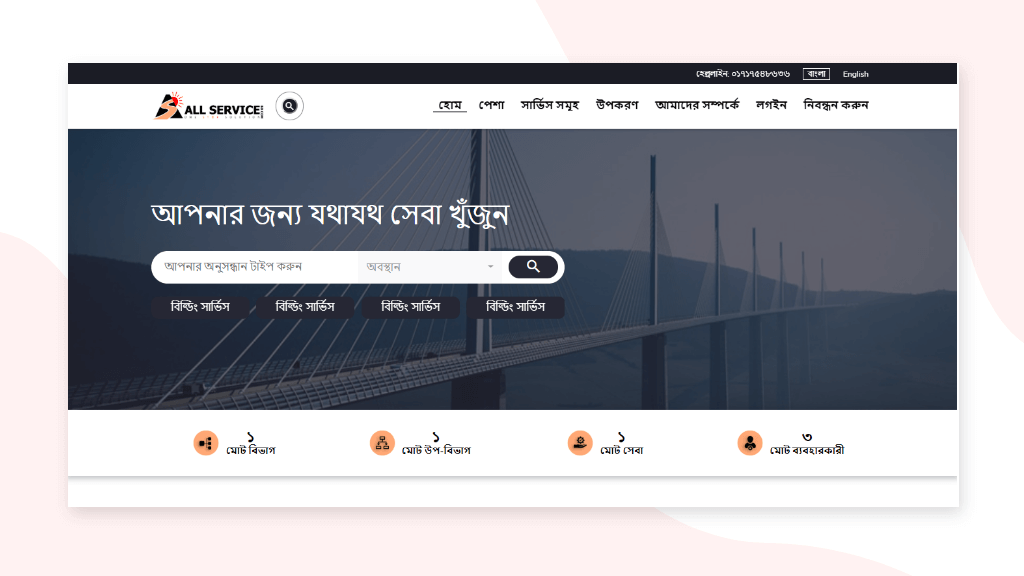 হেল্পলাইন: ০১৭১৭৫৪৮৬৩৬ বাংলা English
ALL SERVICE
হোম পেশা সার্ভিস সমূহ উপকরণ আমাদের সম্পর্কে লগইন নিবন্ধন করুন
আপনার জন্য যথাযথ সেবা খুঁজুন
আপনার অনুসন্ধান টাইপ করুন অবস্থান
বিল্ডিং সার্ভিস বিল্ডিং সার্ভিস বিল্ডিং সার্ভিস বিল্ডিং সার্ভিস
১ ১ ১ ৩
মোট বিভাগ মোট উপ-বিভাগ মোট সেবা মোট ব্যবহারকারী